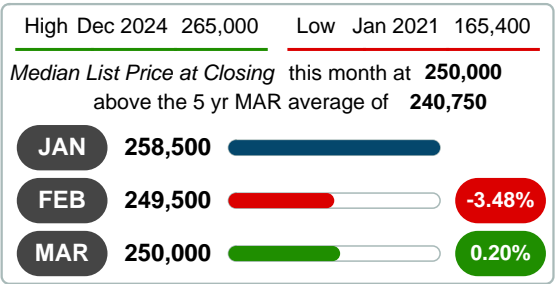 High Dec 2024 265,000 Low Jan 2021 165,400
Median List Price at Closing this month at 250,000
above the 5 yr MAR average of 240,750
JAN 258,500
FEB 249,500 -3.48%
MAR 250,000 0.20%